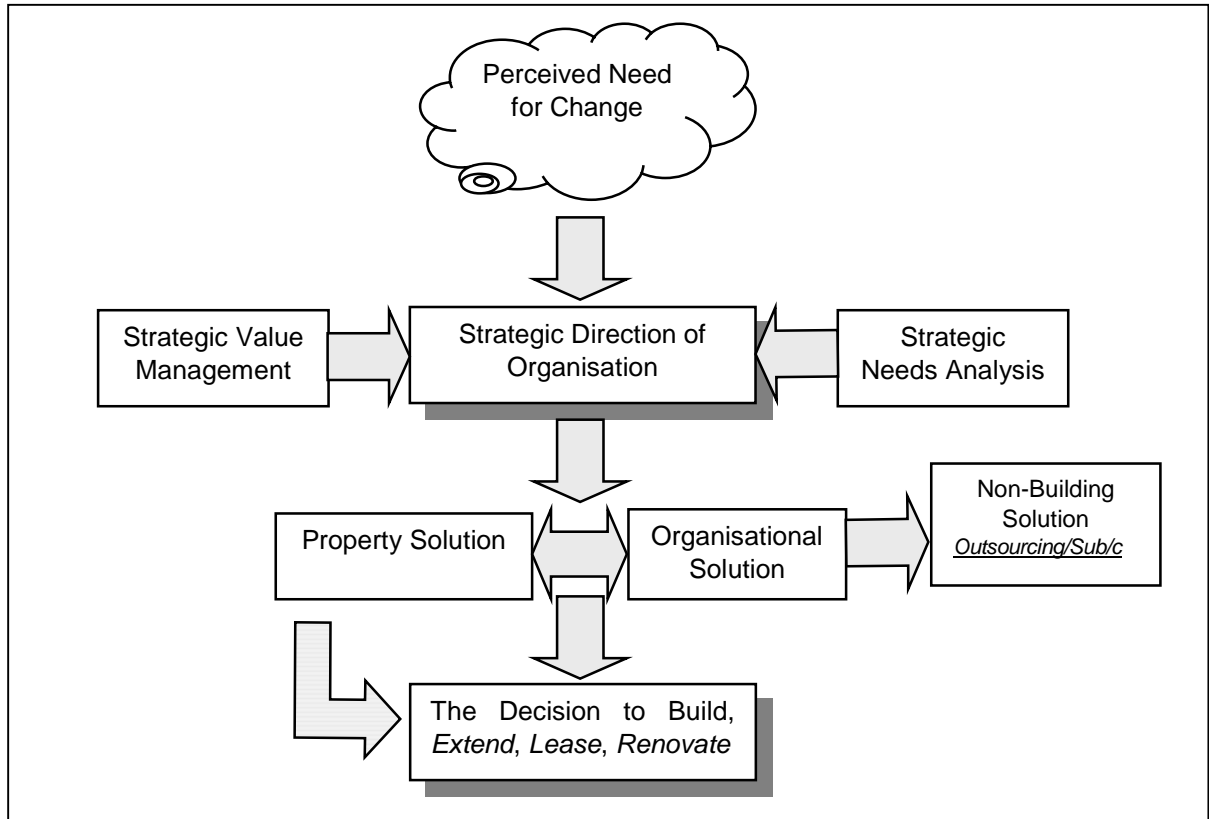 Perceived Need
for Change
Strategic Value
Management
Strategic Direction of
Organisation
Strategic
Needs Analysis
Property Solution
Organisational
Solution
Non-Building
Solution
Outsourcing/Sub/c
The Decision to Build,
Extend, Lease, Renovate